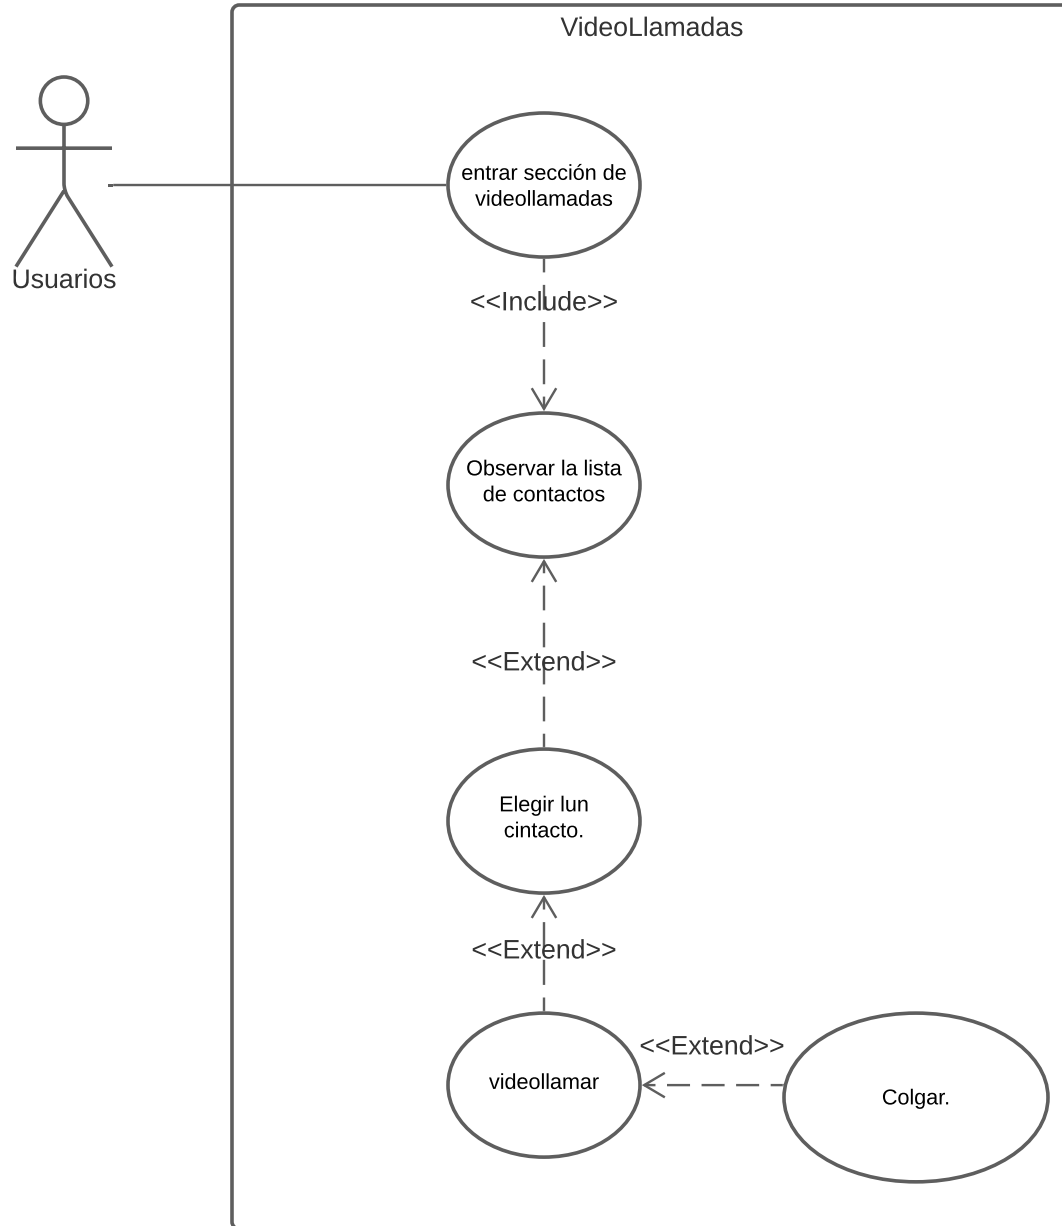 VideoLlamadas
entrar sección de
videollamadas
Usuarios
<<Include>>
Observar la lista
de contactos
<<Extend>>
Elegir lun
cintacto.
<<Extend>>
videollamar
<<Extend>>
Colgar.